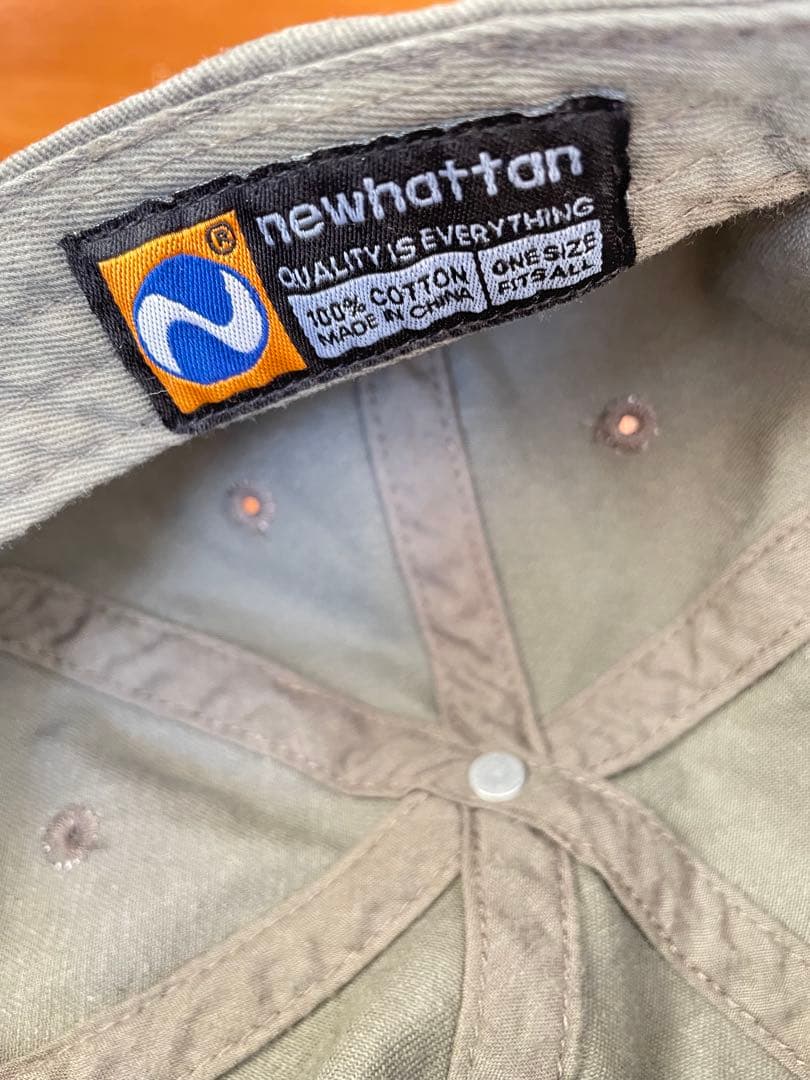 newhattan
®
QUALITY IS EVERYTHING
100% COTTON
MADE IN CHINA
ONE SIZE
FITS ALL